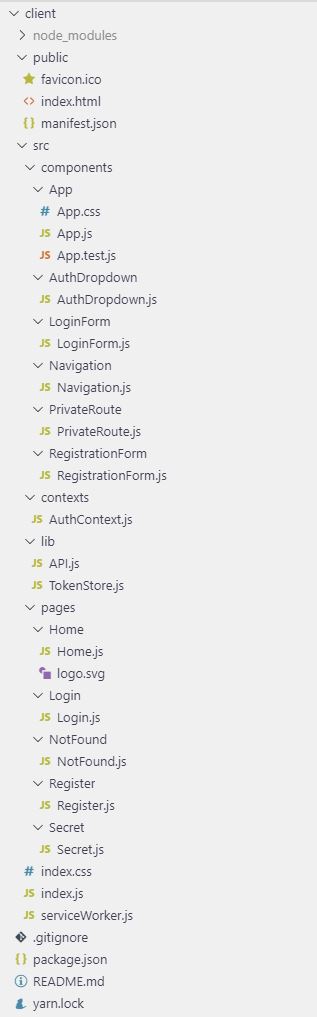 client
node_modules
public
favicon.ico
index.html
manifest.json
src
components
App
App.css
App.js
App.test.js
AuthDropdown
AuthDropdown.js
LoginForm
LoginForm.js
Navigation
Navigation.js
PrivateRoute
PrivateRoute.js
RegistrationForm
RegistrationForm.js
contexts
AuthContext.js
lib
API.js
TokenStore.js
pages
Home
Home.js
logo.svg
Login
Login.js
NotFound
NotFound.js
Register
Register.js
Secret
Secret.js
index.css
index.js
serviceWorker.js
.gitignore
package.json
README.md
yarn.lock